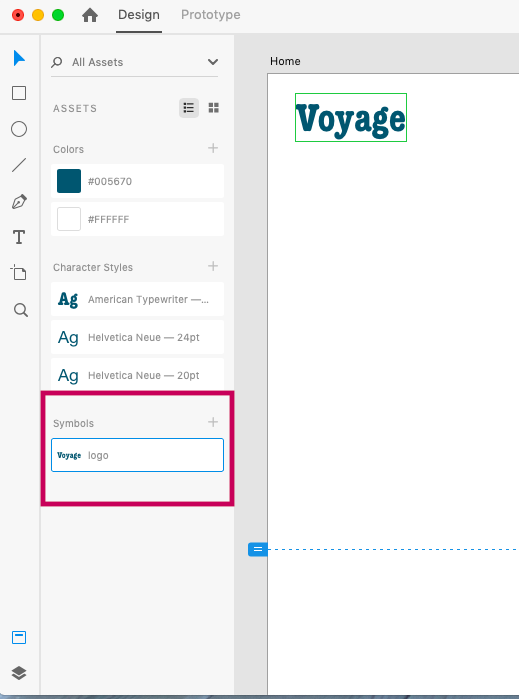 Design
Prototype
All Assets
ASSETS
Colors
#005670
#FFFFFF
Character Styles
Ag American Typewriter —...
Ag Helvetica Neue — 24pt
Ag Helvetica Neue — 20pt
Symbols
Voyage logo
Home
Voyage